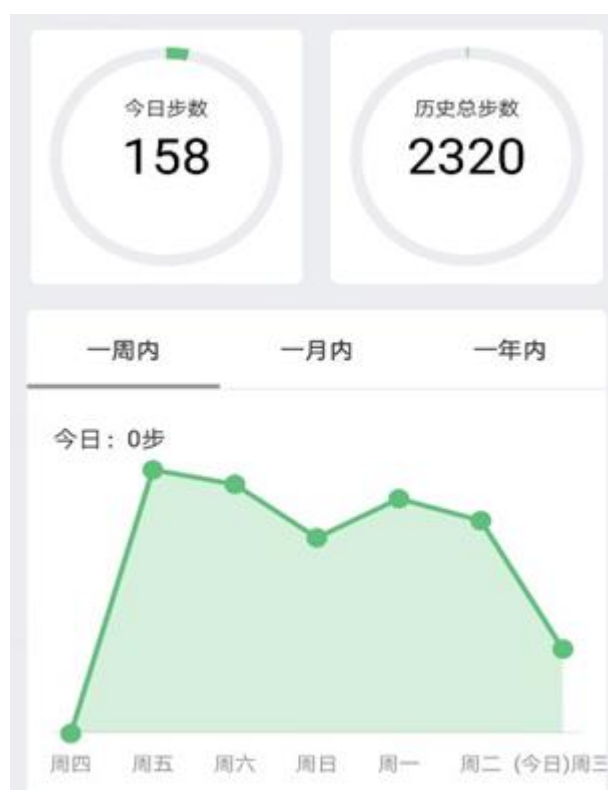 今日步数
158
历史总步数
2320
一周内 一月内 一年内
今日：0步
周四 周五 周六 周日 周一 周二 (今日)周三